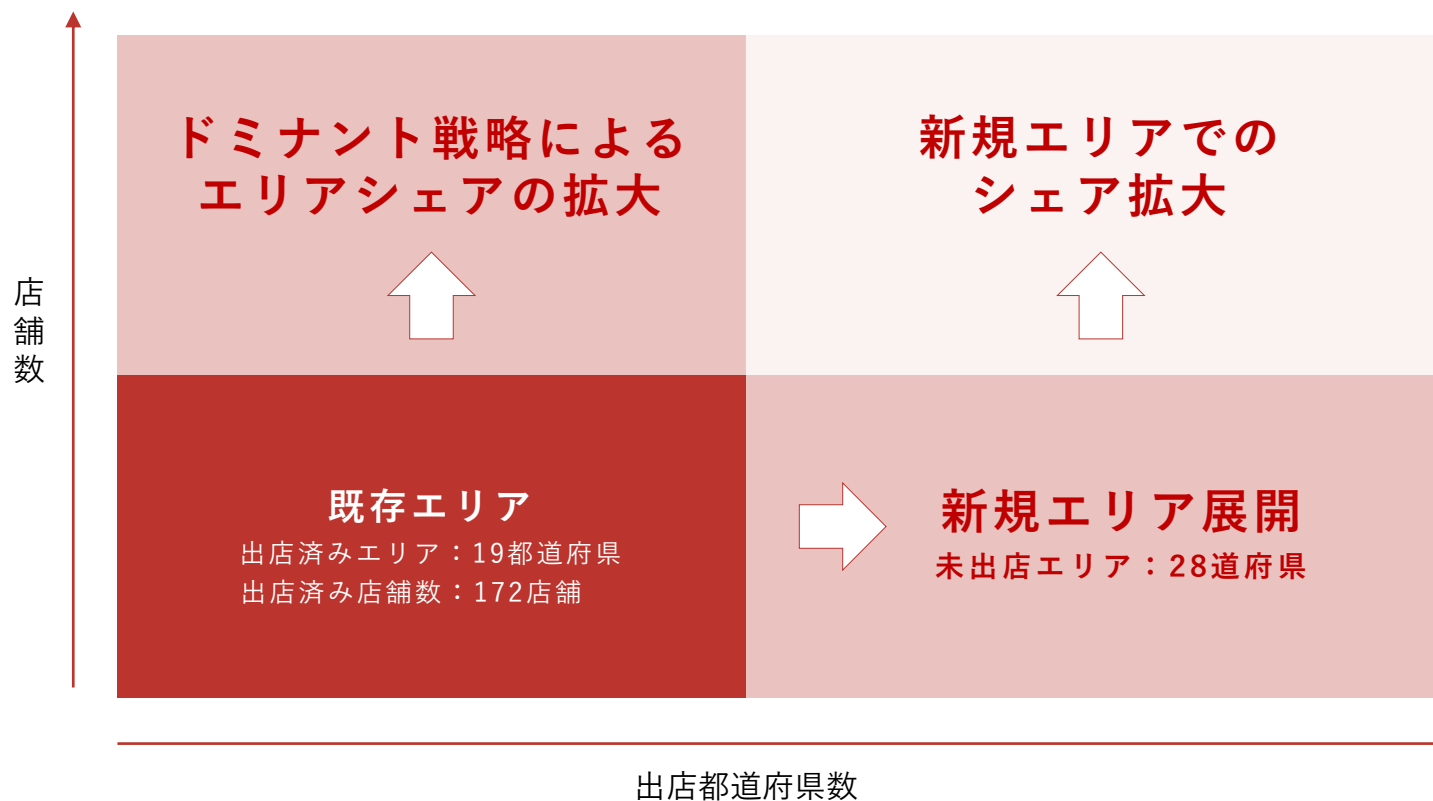 ドミナント戦略による
エリアシェアの拡大
新規エリアでの
シェア拡大
店舗数
既存エリア
出店済みエリア：19都道府県
出店済み店舗数：172店舗
新規エリア展開
未出店エリア：28道府県
出店都道府県数